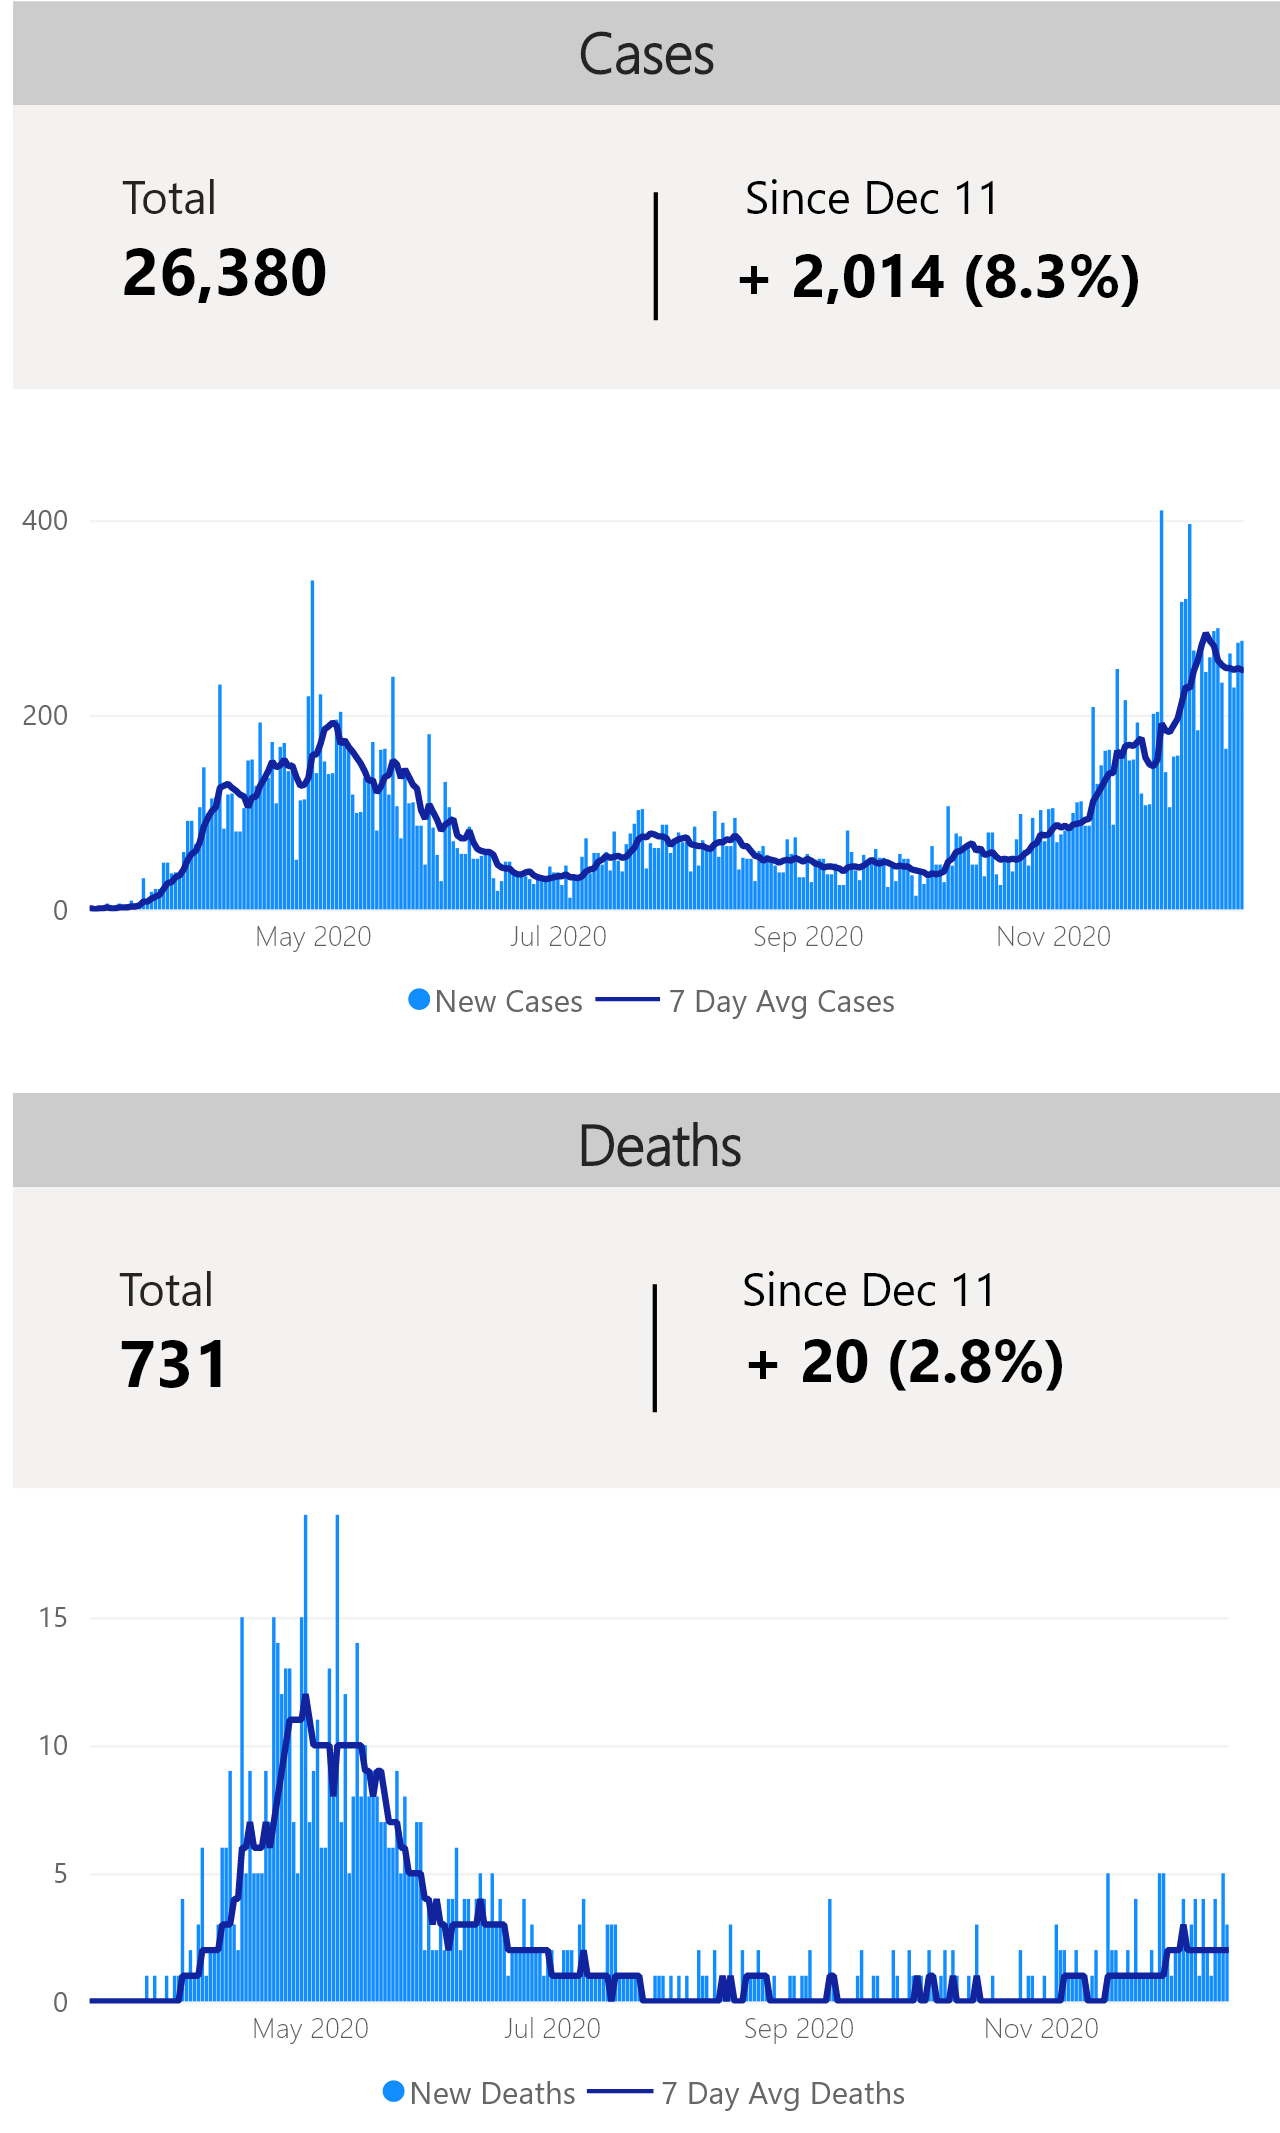 Cases
Total
Since Dec 11
26,380
+ 2,014 (8.3%)
400
200
0
May 2020
Jul 2020
Sep 2020
Nov 2020
New Cases
7 Day Avg Cases
Deaths
Total
Since Dec 11
731
+ 20 (2.8%)
15
10
5
0
May 2020
Jul 2020
Sep 2020
Nov 2020
New Deaths
7 Day Avg Deaths